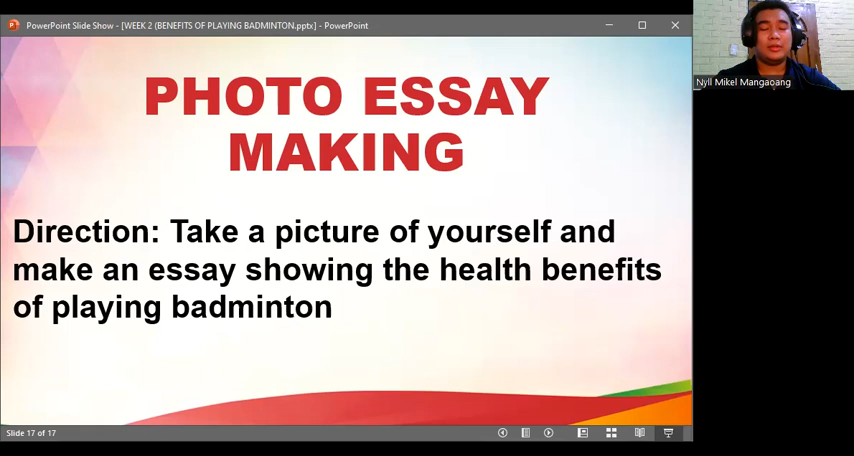 PowerPoint Slide Show - [WEEK 2 (BENEFITS OF PLAYING BADMINTON.pptx] - PowerPoint
Nyll Mikel Mangaoang
PHOTO ESSAY
MAKING
Direction: Take a picture of yourself and
make an essay showing the health benefits
of playing badminton
Slide 17 of 17